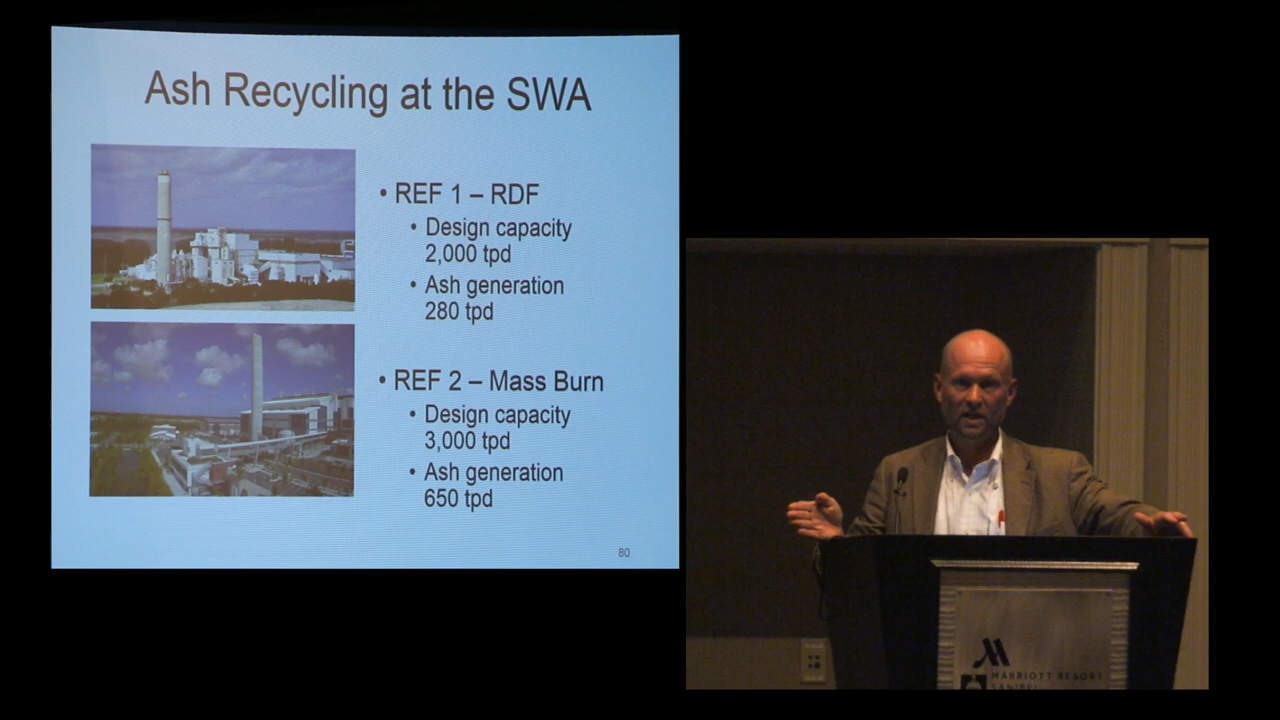 Ash Recycling at the SWA
• REF 1 – RDF
• Design capacity
2,000 tpd
• Ash generation
280 tpd
• REF 2 – Mass Burn
• Design capacity
3,000 tpd
• Ash generation
650 tpd
80
MARRIOTT RESORT
SANIBEL